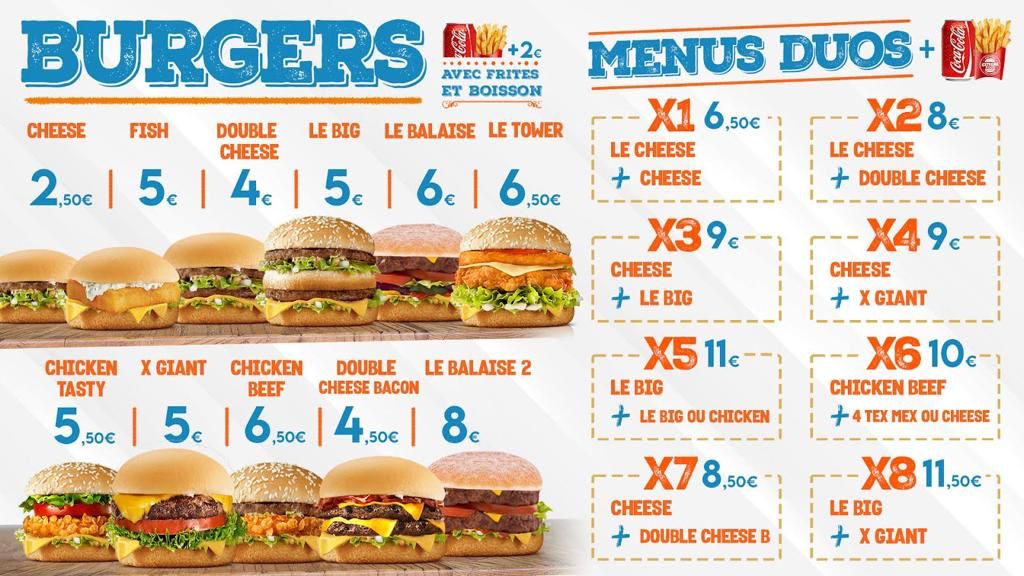 BURGERS
+2€
AVEC FRITES
ET BOISSON
CHEESE
2,50€
FISH
5€
DOUBLE
CHEESE
4€
LE BIG
5€
LE BALAISE
6€
LE TOWER
6,50€
CHICKEN
TASTY
5,50€
X GIANT
5€
CHICKEN
BEEF
6,50€
DOUBLE
CHEESE BACON
4,50€
LE BALAISE 2
8€
MENUS DUOS +
Coca-Cola
X1 6,50€
LE CHEESE
+ CHEESE
X2 8€
LE CHEESE
+ DOUBLE CHEESE
X3 9€
CHEESE
+ LE BIG
X4 9€
CHEESE
+ X GIANT
X5 11€
LE BIG
+ LE BIG OU CHICKEN
X6 10€
CHICKEN BEEF
+ 4 TEX MEX OU CHEESE
X7 8,50€
CHEESE
+ DOUBLE CHEESE B
X8 11,50€
LE BIG
+ X GIANT